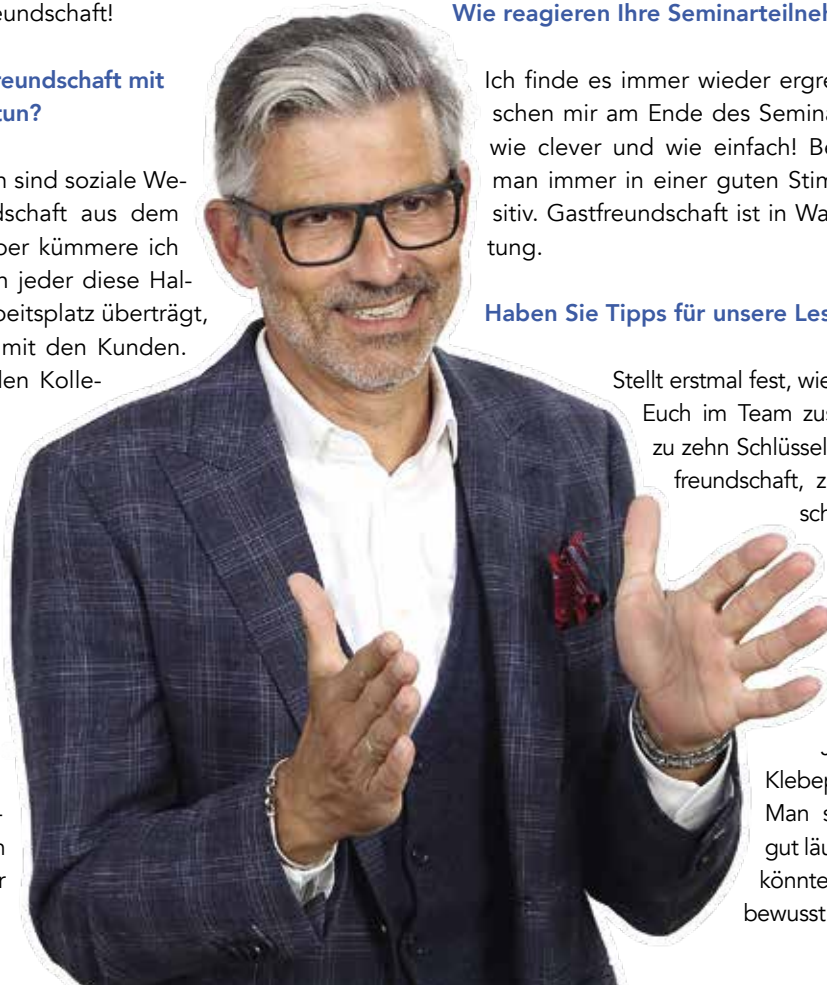 eundschaft!
reundschaft mit
tun?
n sind soziale We-
dschaft aus dem
ber kümmere ich
n jeder diese Hal-
beitsplatz überträgt,
mit den Kunden.
den Kolle-
-
n
r
Wie reagieren Ihre Seminarteilneh
Ich finde es immer wieder ergre
schen mir am Ende des Semina
wie clever und wie einfach! Be
man immer in einer guten Stim
sitiv. Gastfreundschaft ist in Wa
tung.
Haben Sie Tipps für unsere Les
Stellt erstmal fest, wie
Euch im Team zus
zu zehn Schlüssel
freundschaft, z
sch
J
Klebep
Man s
gut läu
könnte
bewusst